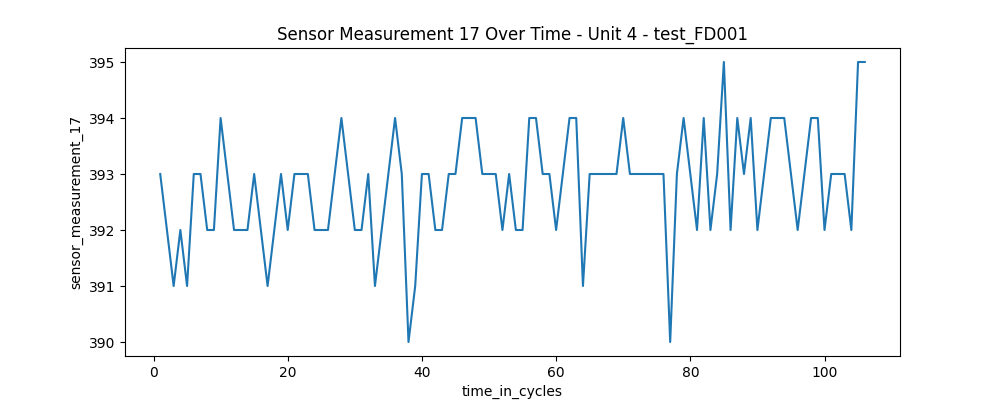 Sensor Measurement 17 Over Time - Unit 4 - test_FD001
sensor_measurement_17
395
394
393
392
391
390
0 20 40 60 80 100
time_in_cycles